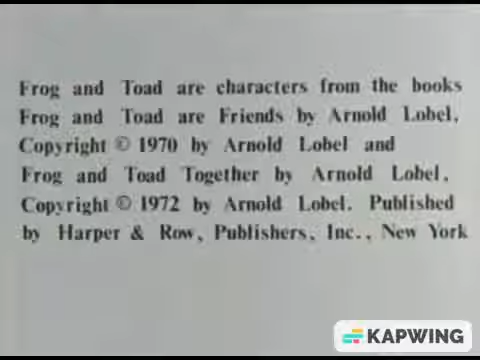 Frog and Toad are characters from the books
Frog and Toad are Friends by Arnold Lobel,
Copyright © 1970 by Arnold Lobel and
Frog and Toad Together by Arnold Lobel,
Copyright © 1972 by Arnold Lobel. Published
by Harper & Row, Publishers, Inc., New York
KAPWING